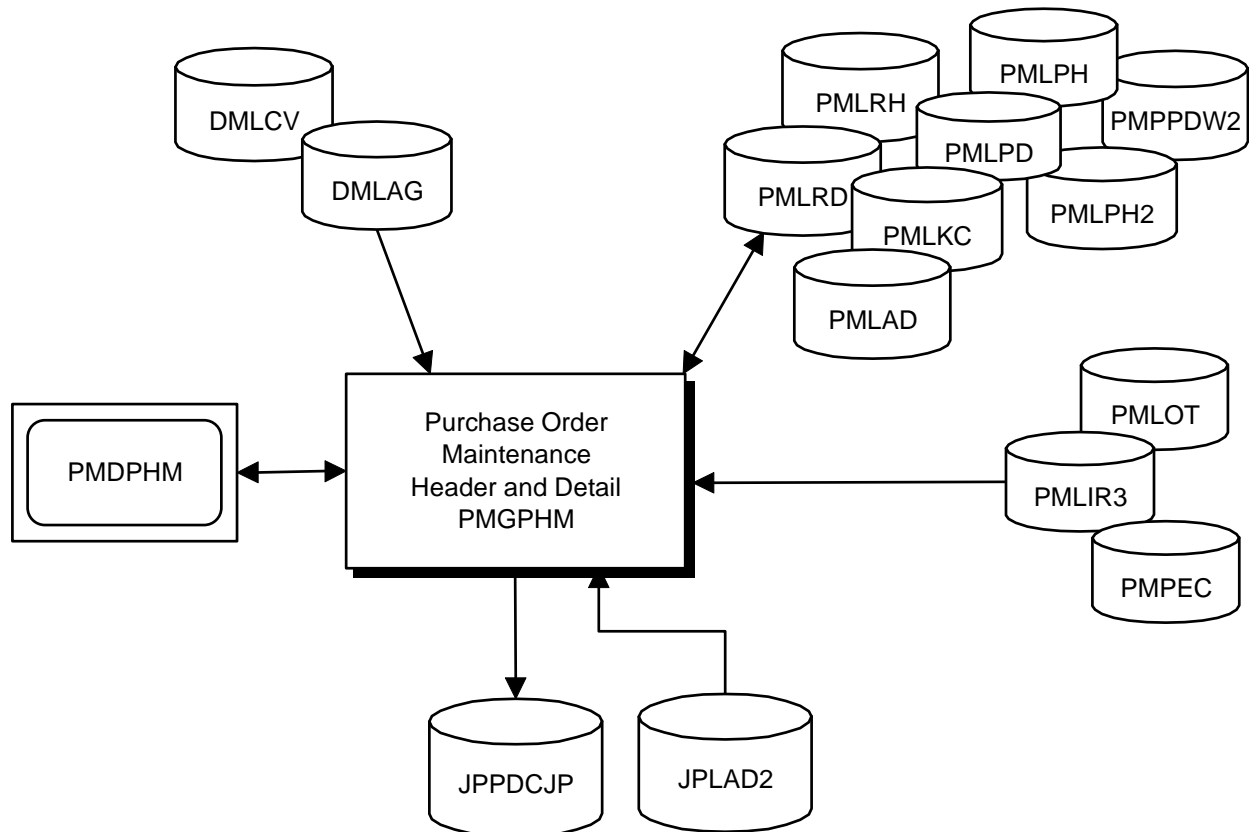 PMLPH
PMLRH
DMLCV
PMPPDW2
PMLPD
DMLAG
PMLRD
PMLPH2
PMLKC
PMLAD
PMLOT
Purchase Order
Maintenance
Header and Detail
PMGPHM
PMDPHM
PMLIR3
PMPEC
JPPDCJP
JPLAD2